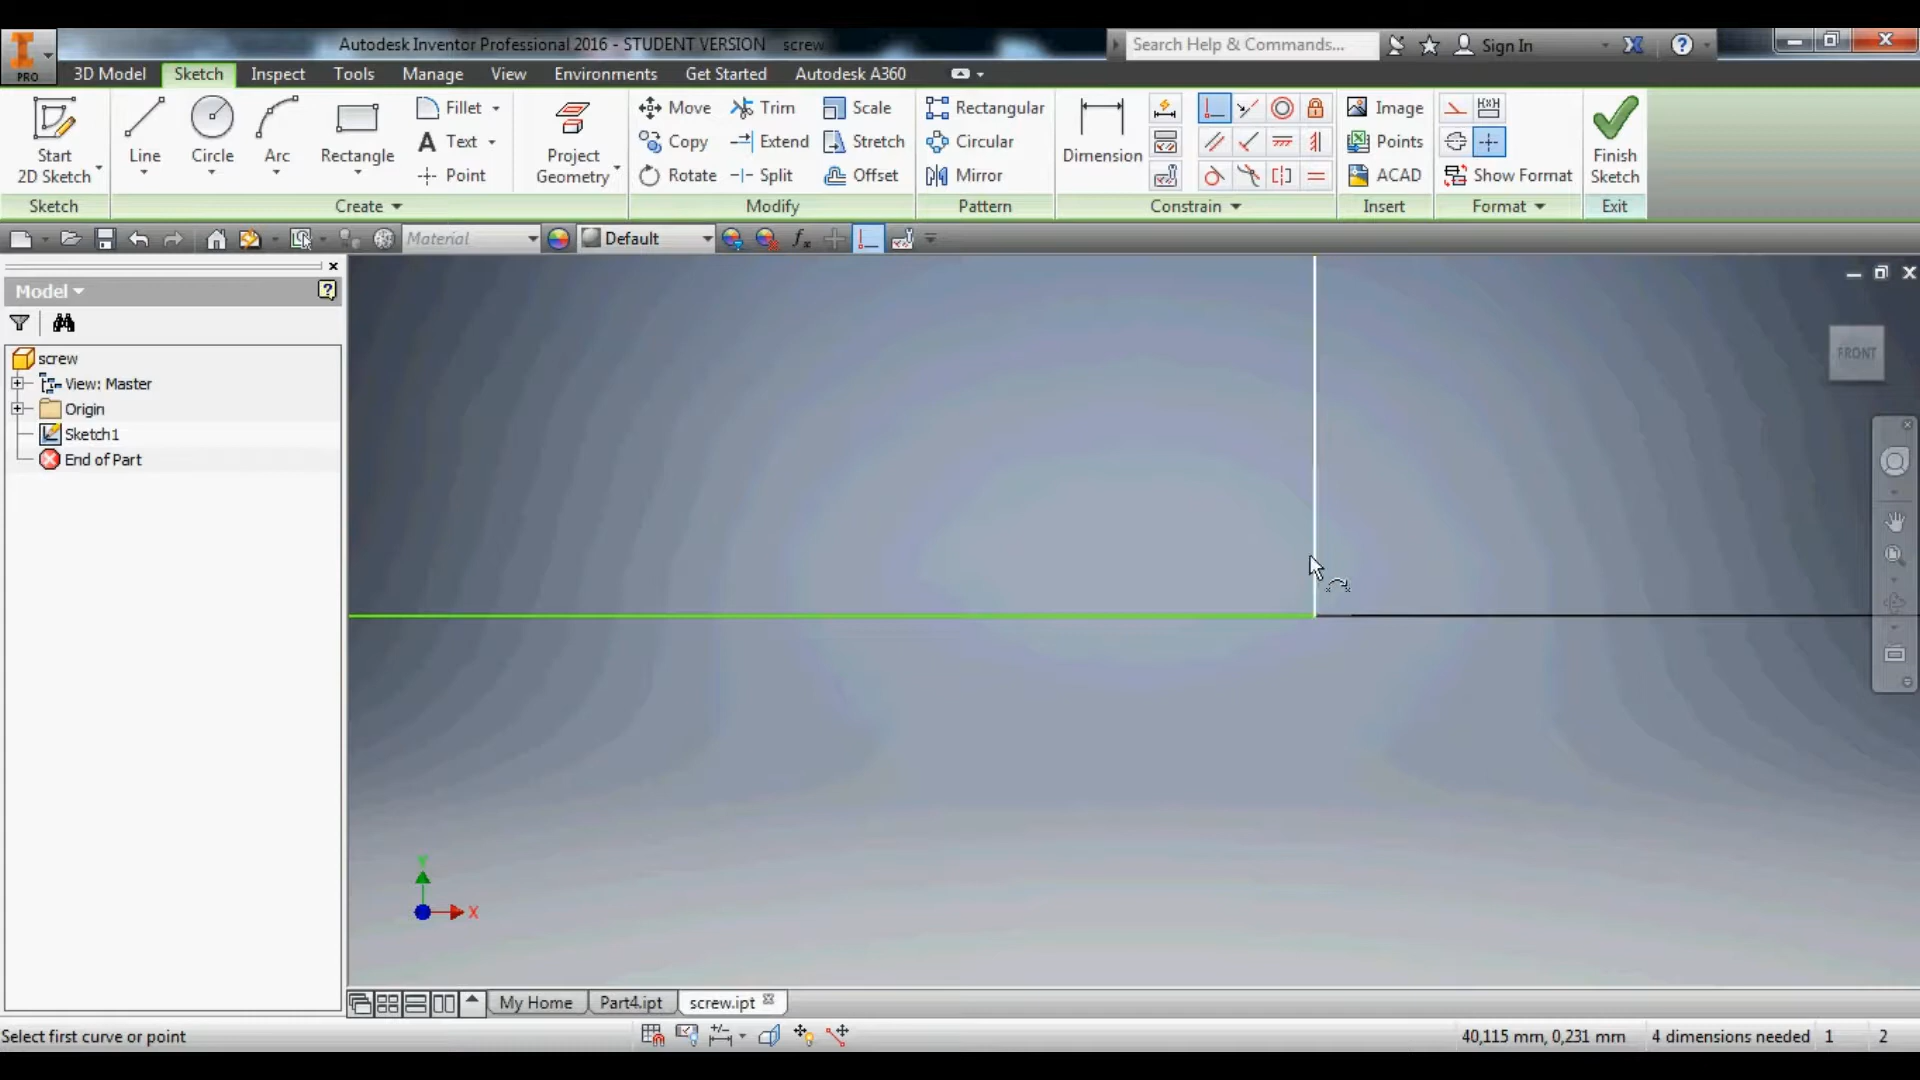 Autodesk Inventor Professional 2016 - STUDENT VERSION screw
Search Help & Commands...
Sign In
PRO
3D Model Sketch Inspect Tools Manage View Environments Get Started Autodesk A360
Start 2D Sketch
Line
Circle
Arc
Rectangle
Fillet
Text
Point
Project Geometry
Move Trim Scale
Copy Extend Stretch
Rotate Split Offset
Rectangular
Circular
Mirror
Dimension
Image
Points
ACAD
Show Format
Finish Sketch
Sketch Create Modify Pattern Constrain Insert Format Exit
Material
Default
fx
Model
screw
View: Master
Origin
Sketch1
End of Part
FRONT
Y
X
My Home Part4.ipt screw.ipt
Select first curve or point
40,115 mm, 0,231 mm 4 dimensions needed 1 2